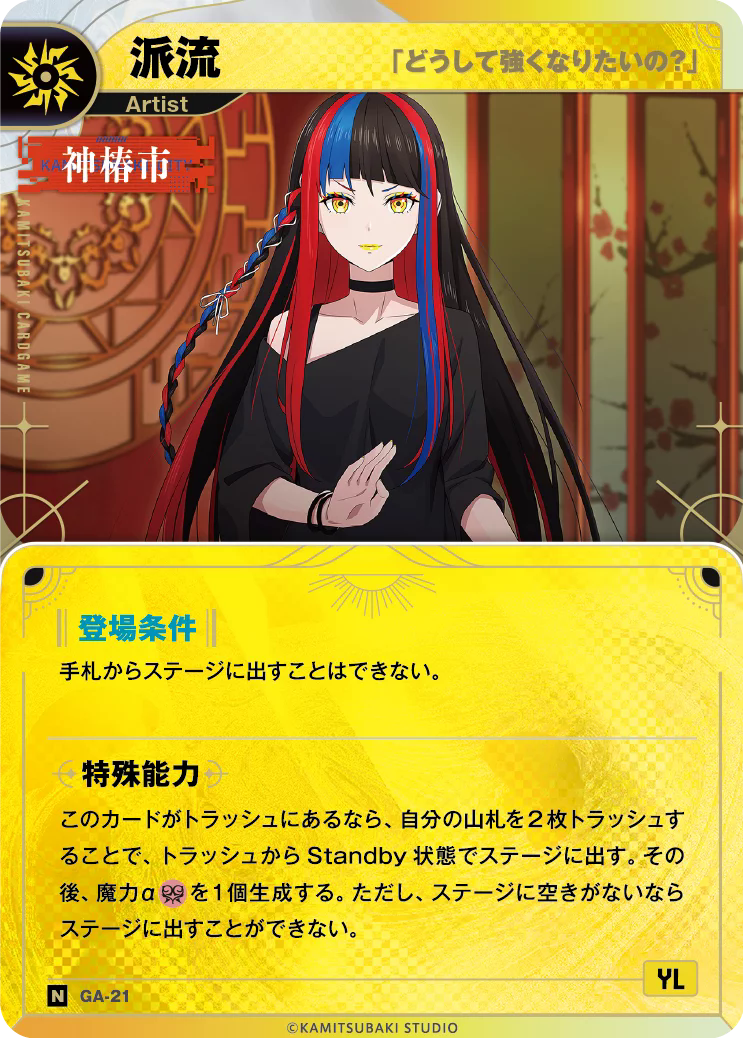 派流
「どうして強くなりたいの?」
Artist
神椿市
KAMITSUBAKI CARDGAME
登場条件
手札からステージに出すことはできない。
特殊能力
このカードがトラッシュにあるなら、自分の山札を2枚トラッシュす
ることで、トラッシュから Standby 状態でステージに出す。その
後、魔力α を1個生成する。ただし、ステージに空きがないなら
ステージに出すことができない。
YL
N GA-21
©KAMITSUBAKI STUDIO